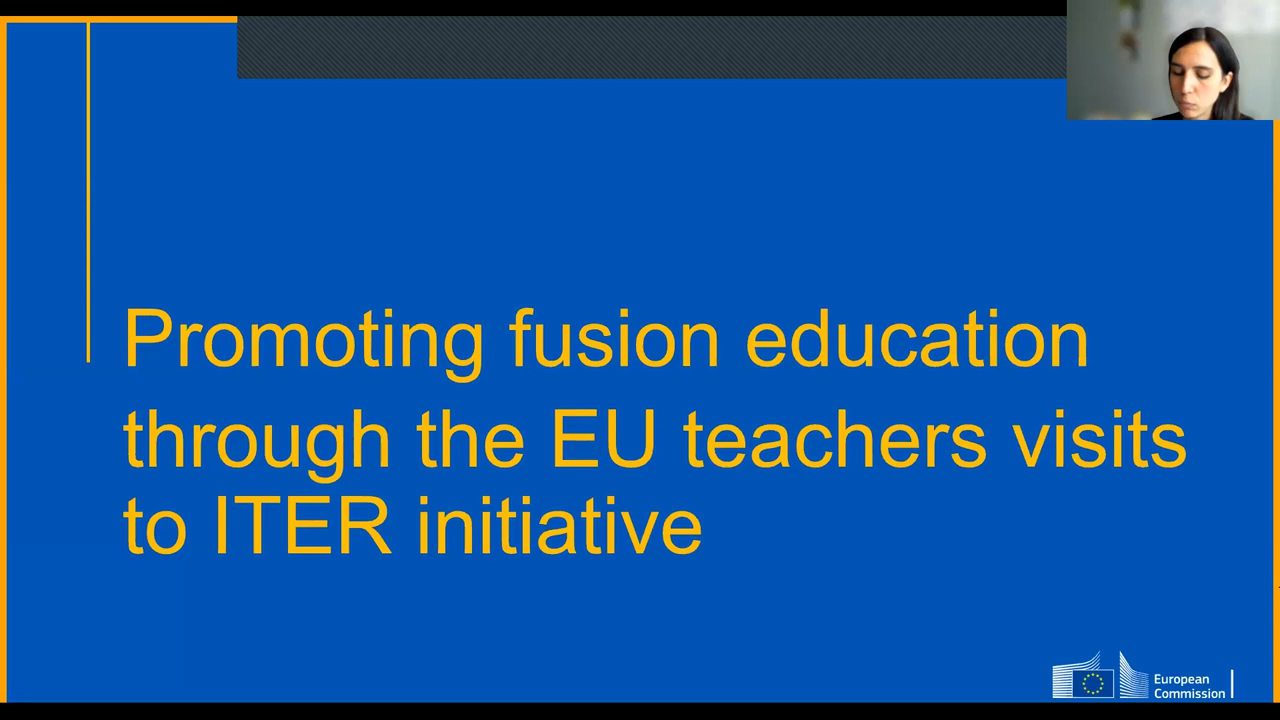 Promoting fusion education
through the EU teachers visits
to ITER initiative
European
Commission